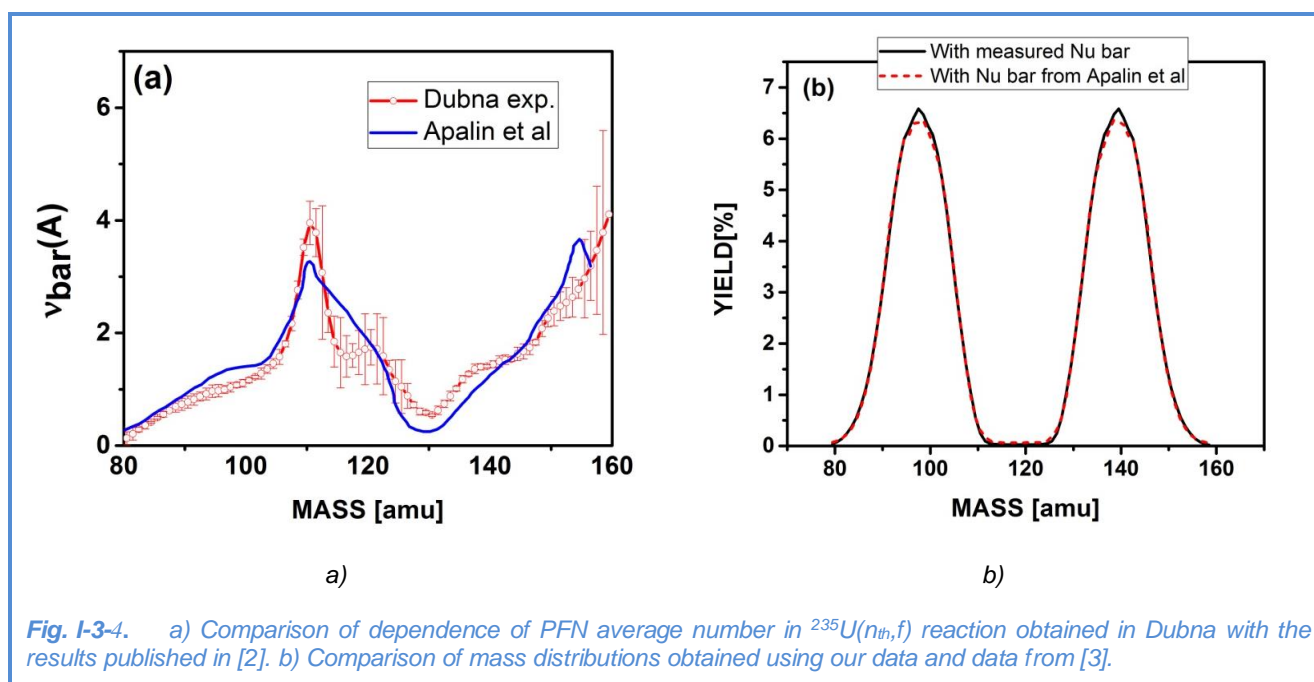 (a)
Dubna exp.
Apalin et al
6
4
2
0
νbar(A)
80
100
120
140
160
MASS [amu]
a)
With measured Nu bar
With Nu bar from Apalin et al
(b)
7
6
5
4
3
2
1
0
YIELD[%]
80
100
120
140
160
MASS [amu]
b)
Fig. I-3-4. a) Comparison of dependence of PFN average number in ²³⁵U(nth,f) reaction obtained in Dubna with the
results published in [2]. b) Comparison of mass distributions obtained using our data and data from [3].